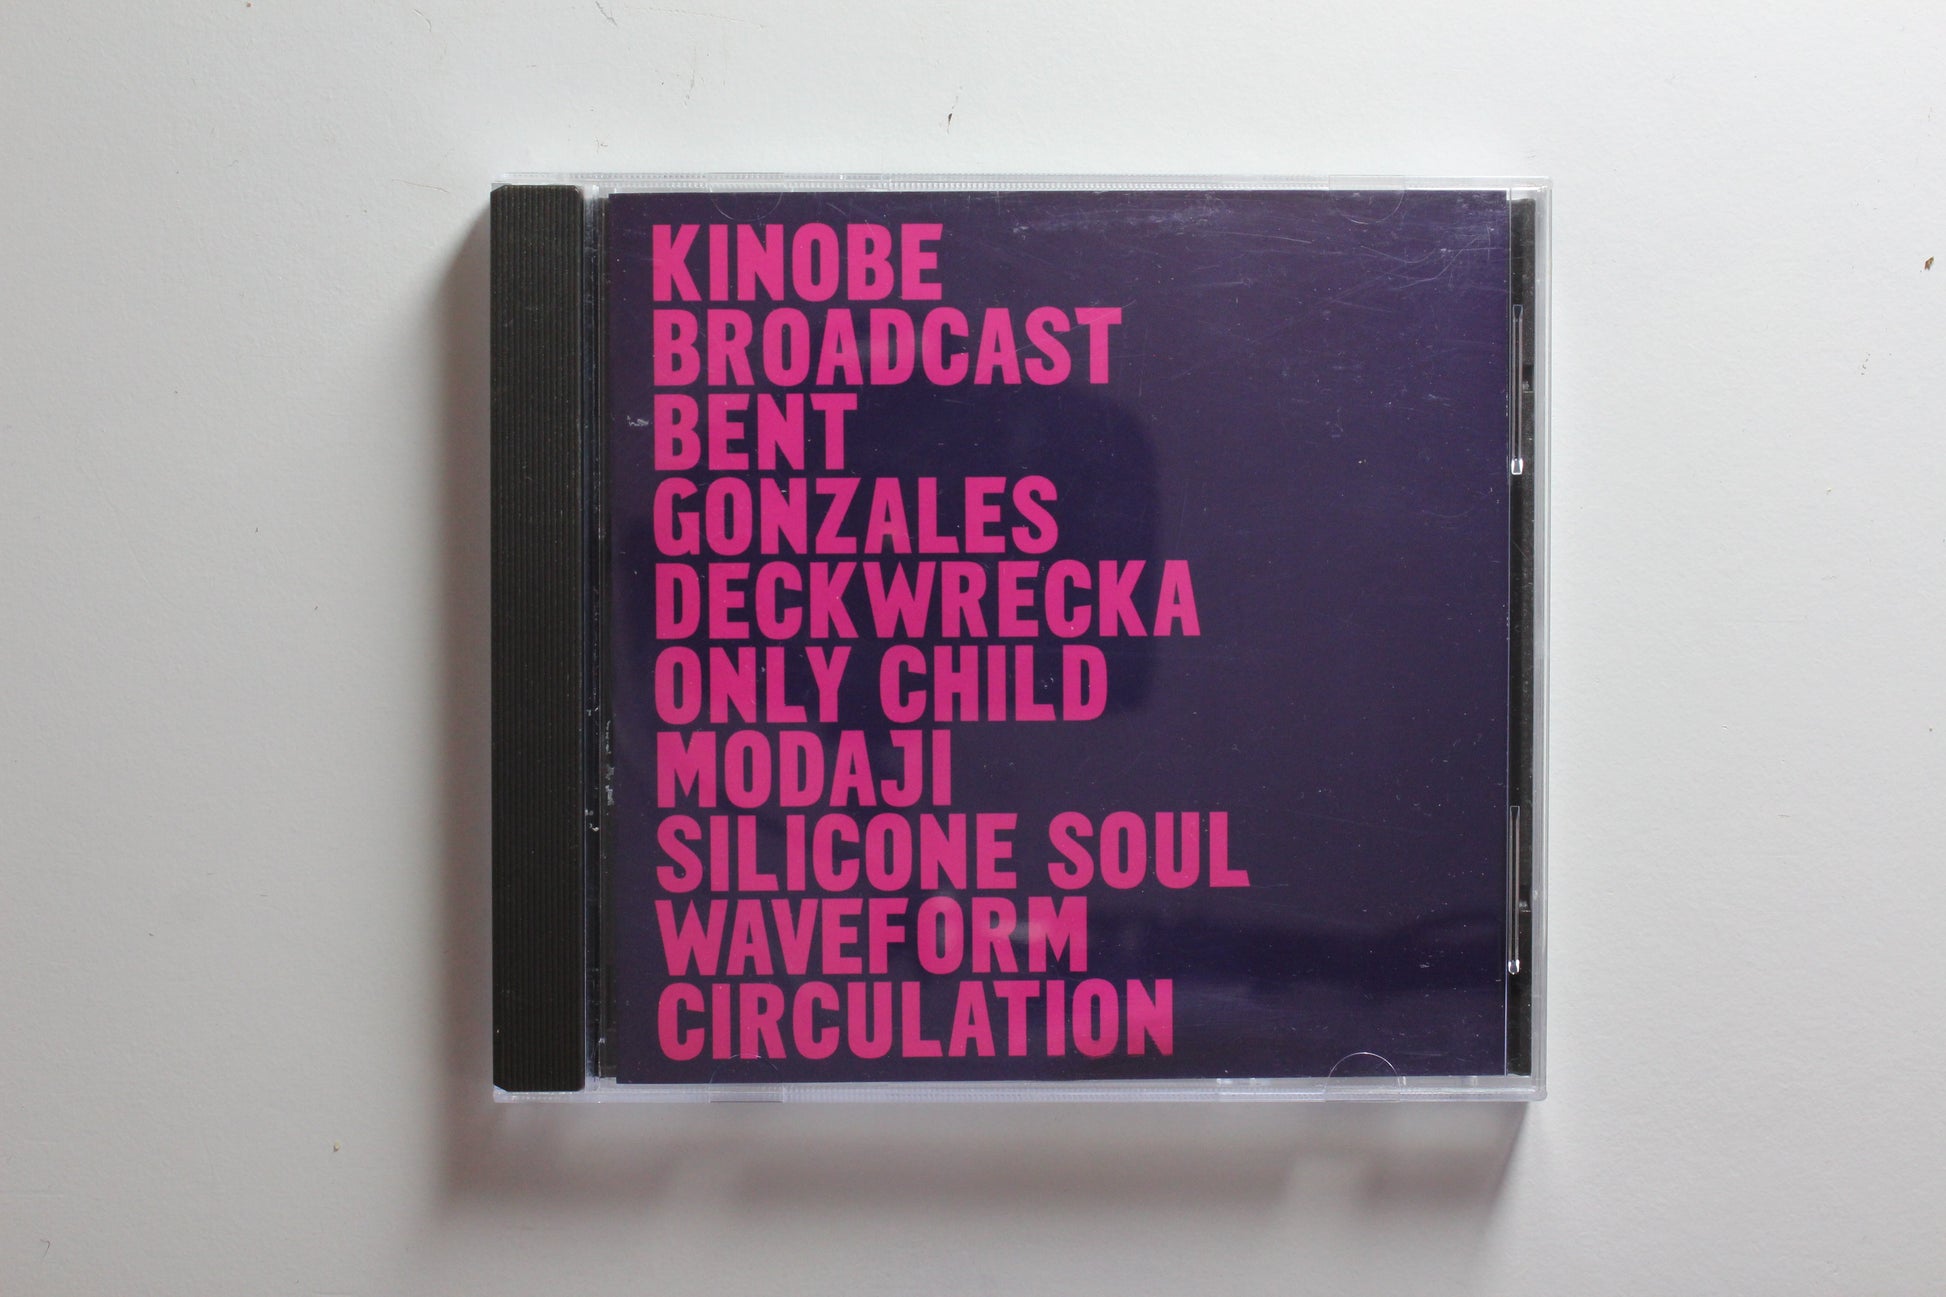 KINOBE
BROADCAST
BENT
GONZALES
DECKWRECKA
ONLY CHILD
MODAJI
SILICONE SOUL
WAVEFORM
CIRCULATION